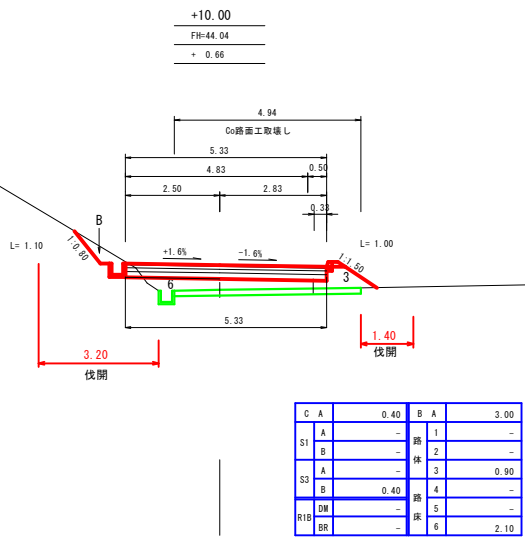 +10.00
FH=44.04
+ 0.66
4.94
Co路面工取壊し
5.33
4.83 0.50
2.50 2.83
0.33
B
L= 1.10
1:0.80
+1.6% -1.6%
L= 1.00
1:1.50
6
3
5.33
3.20
伐開
1.40
伐開
C A 0.40 B A 3.00
S1 A - 路体 1 -
B - 2 -
S3 A - 3 0.90
B 0.40 路床 4 -
R1B DM - 5 -
BR - 6 2.10